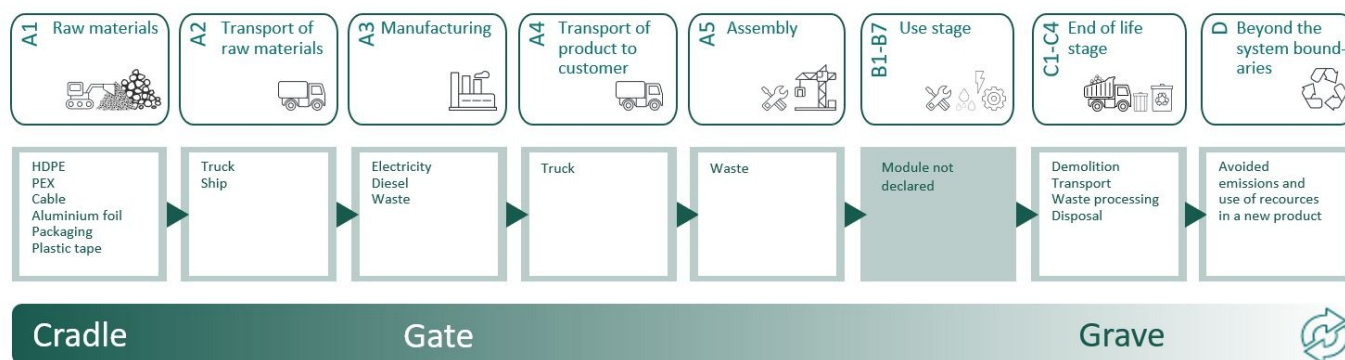 A1
Raw materials
A2
Transport of
raw materials
A3
Manufacturing
A4
Transport of
product to
customer
A5
Assembly
B1-B7
Use stage
C1-C4
End of life
stage
D
Beyond the
system bound-
aries
HDPE
PEX
Cable
Aluminium foil
Packaging
Plastic tape
Truck
Ship
Electricity
Diesel
Waste
Truck
Waste
Module not
declared
Demolition
Transport
Waste processing
Disposal
Avoided
emissions and
use of recources
in a new product
Cradle
Gate
Grave